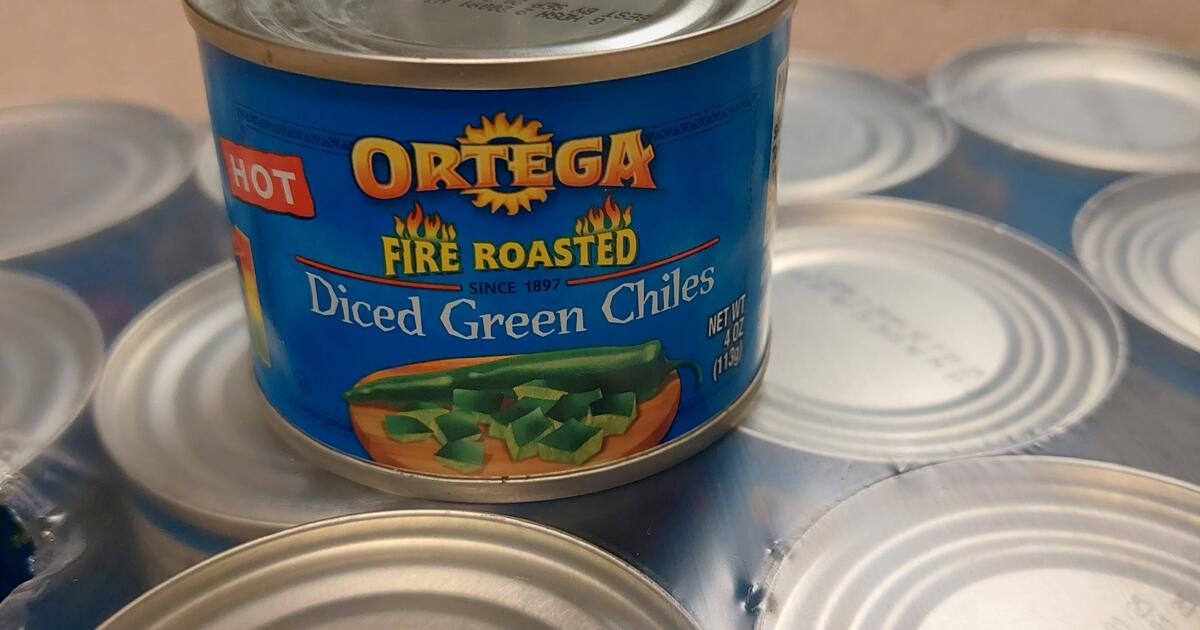 HOT
ORTEGA
FIRE ROASTED
SINCE 1897
Diced Green Chiles
NET WT
4 OZ
(113g)